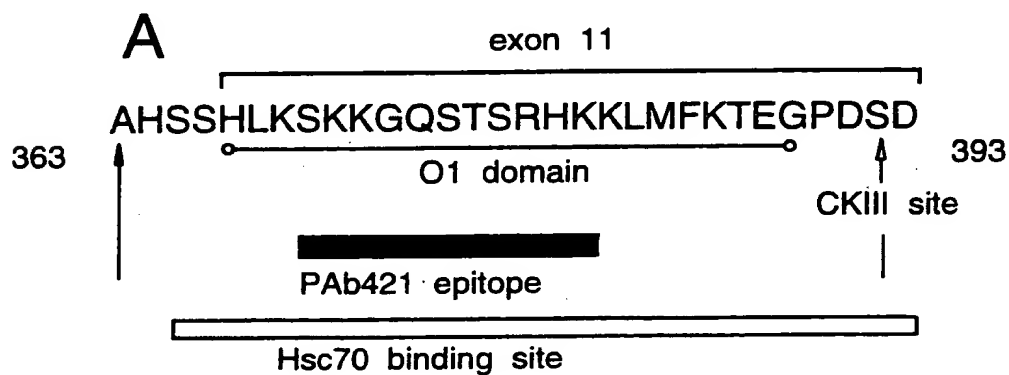 A
exon 11
AHSSHLKSKKGQSTSRHKKLMFKTEGPDSD
363
393
O1 domain
CKIII site
PAb421 epitope
Hsc70 binding site